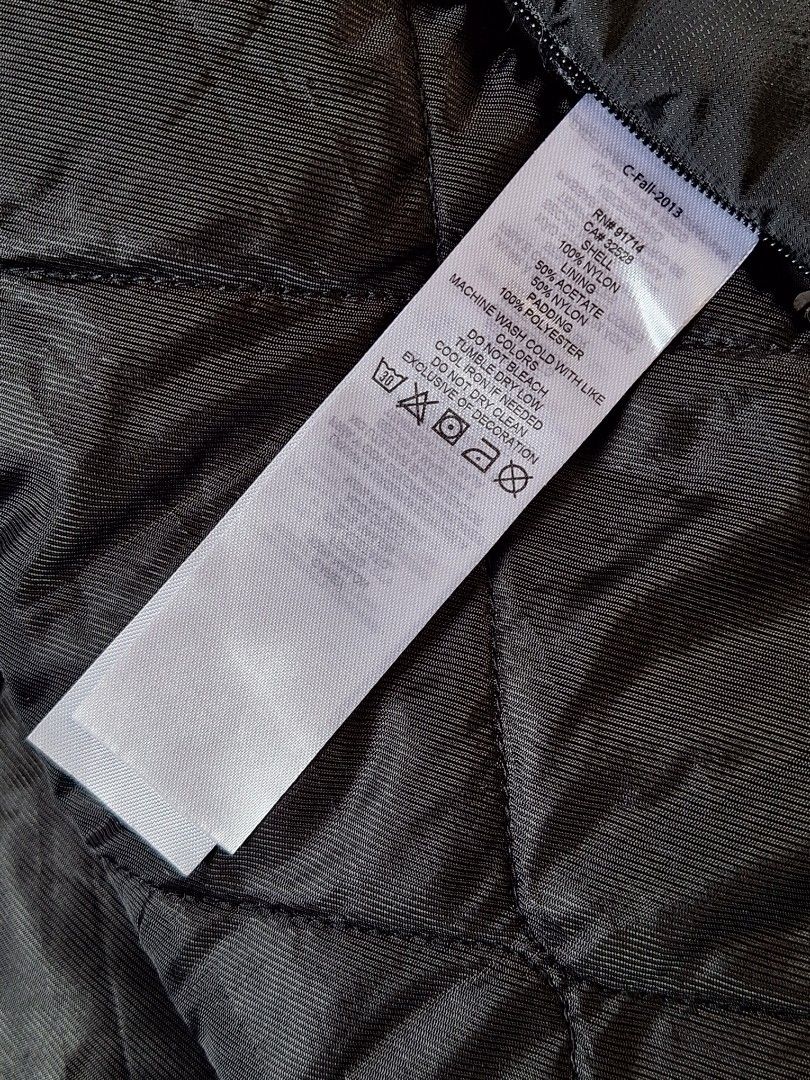 C-Fall-2013
RN# 91714
CA# 32528
SHELL
100% NYLON
LINING
50% ACETATE
50% NYLON
PADDING
100% POLYESTER
MACHINE WASH COLD WITH LIKE
COLORS
DO NOT BLEACH
TUMBLE DRY LOW
COOL IRON IF NEEDED
DO NOT DRY CLEAN
EXCLUSIVE OF DECORATION
30